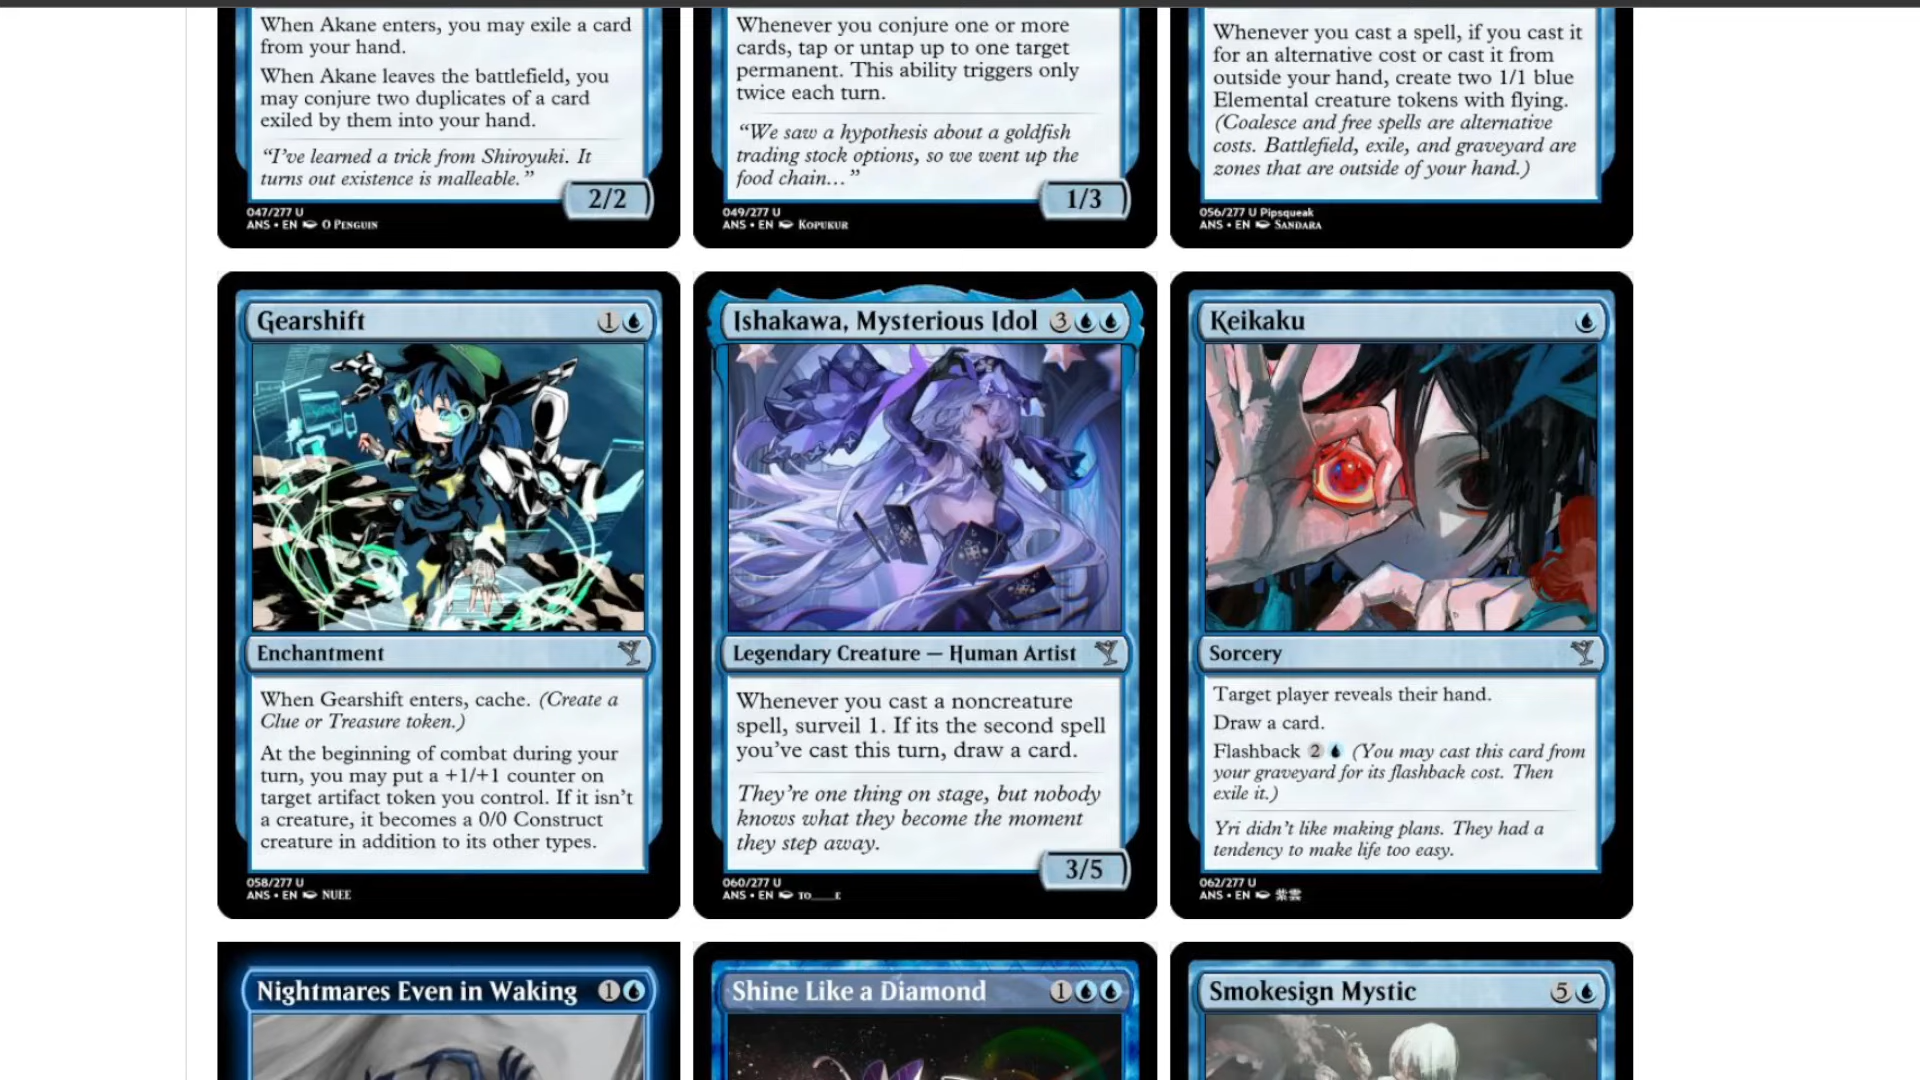 When Akane enters, you may exile a card
from your hand.
When Akane leaves the battlefield, you
may conjure two duplicates of a card
exiled by them into your hand.
“I’ve learned a trick from Shiroyuki. It
turns out existence is malleable.”
2/2
047/277 U
ANS • EN O Penguin
Whenever you conjure one or more
cards, tap or untap up to one target
permanent. This ability triggers only
twice each turn.
“We saw a hypothesis about a goldfish
trading stock options, so we went up the
food chain…”
1/3
049/277 U
ANS • EN Kopukur
Whenever you cast a spell, if you cast it
for an alternative cost or cast it from
outside your hand, create two 1/1 blue
Elemental creature tokens with flying.
(Coalesce and free spells are alternative
costs. Battlefield, exile, and graveyard are
zones that are outside of your hand.)
056/277 U Pipsqueak
ANS • EN Sandara
Gearshift 1
Enchantment
When Gearshift enters, cache. (Create a
Clue or Treasure token.)
At the beginning of combat during your
turn, you may put a +1/+1 counter on
target artifact token you control. If it isn’t
a creature, it becomes a 0/0 Construct
creature in addition to its other types.
058/277 U
ANS • EN NUEE
Ishakawa, Mysterious Idol 3
Legendary Creature — Human Artist
Whenever you cast a noncreature
spell, surveil 1. If its the second spell
you’ve cast this turn, draw a card.
They’re one thing on stage, but nobody
knows what they become the moment
they step away.
3/5
060/277 U
ANS • EN TO___E
Keikaku
Sorcery
Target player reveals their hand.
Draw a card.
Flashback 2 (You may cast this card from
your graveyard for its flashback cost. Then
exile it.)
Yri didn’t like making plans. They had a
tendency to make life too easy.
062/277 U
ANS • EN 紫雲
Nightmares Even in Waking 1
Shine Like a Diamond 1
Smokesign Mystic 5